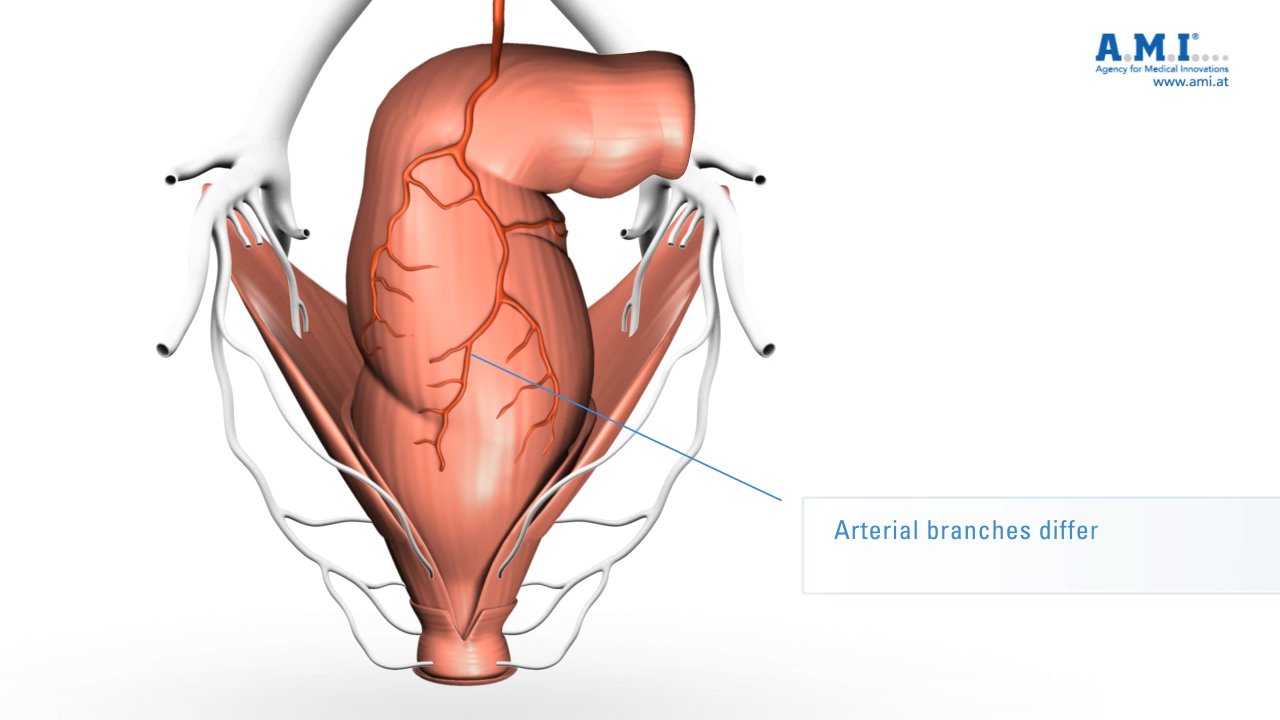 A.M.I.®
Agency for Medical Innovations
www.ami.at
Arterial branches differ